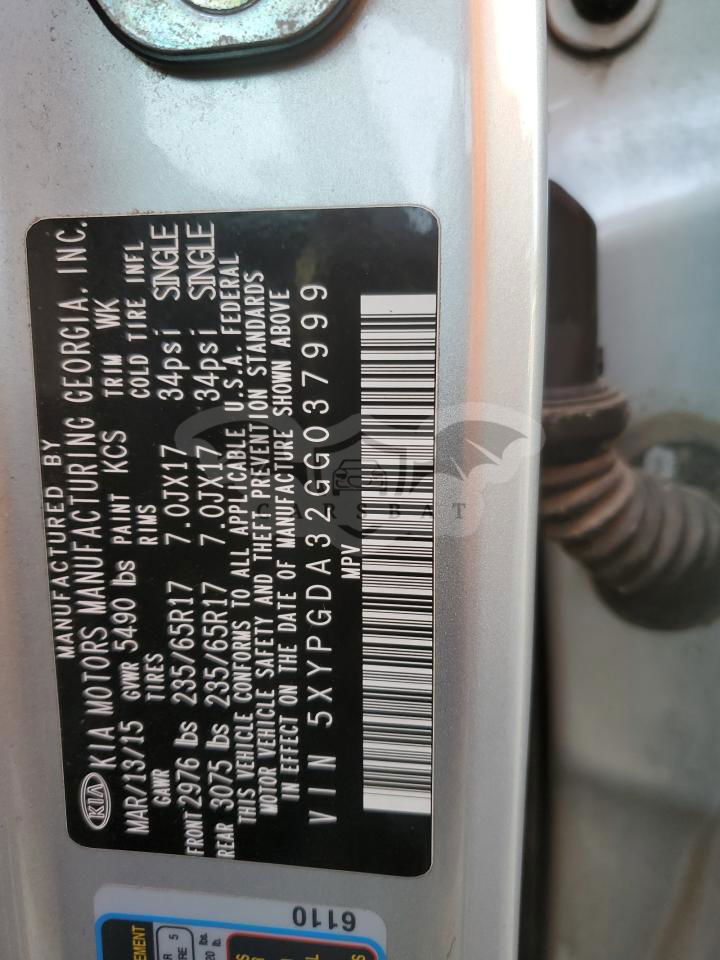 MANUFACTURED BY
KIA KIA MOTORS MANUFACTURING GEORGIA, INC.
MAR/13/15 GVWR 5490 lbs PAINT KCS TRIM WK
GAWR TIRES RIMS COLD TIRE INFL
FRONT 2976 lbs 235/65R17 7.0JX17 34psi SINGLE
REAR 3075 lbs 235/65R17 7.0JX17 34psi SINGLE
THIS VEHICLE CONFORMS TO ALL APPLICABLE U.S.A. FEDERAL
MOTOR VEHICLE SAFETY AND THEFT PREVENTION STANDARDS
IN EFFECT ON THE DATE OF MANUFACTURE SHOWN ABOVE
VIN 5XYPGDA32GG037999
MPV
CARSBAT
6110
5